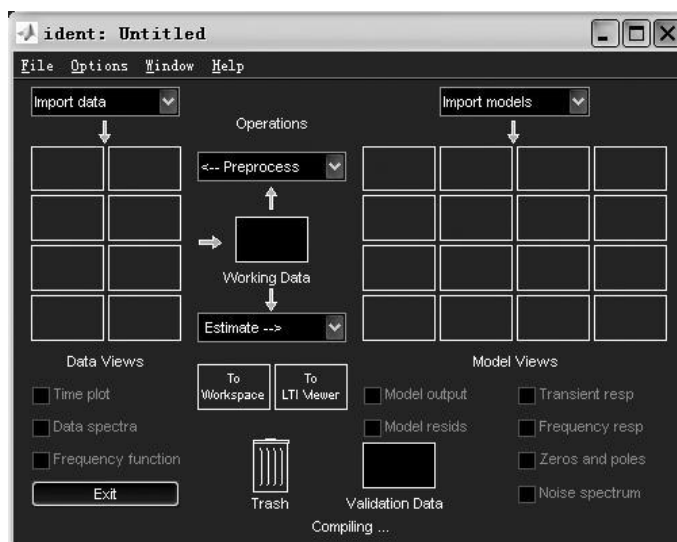 ident: Untitled
File Options Window Help
Import data
Import models
Operations
<-- Preprocess
Working Data
Estimate -->
Data Views
Model Views
To Workspace
To LTI Viewer
Time plot
Data spectra
Frequency function
Model output
Model resids
Transient resp
Frequency resp
Zeros and poles
Noise spectrum
Exit
Trash
Validation Data
Compiling ...